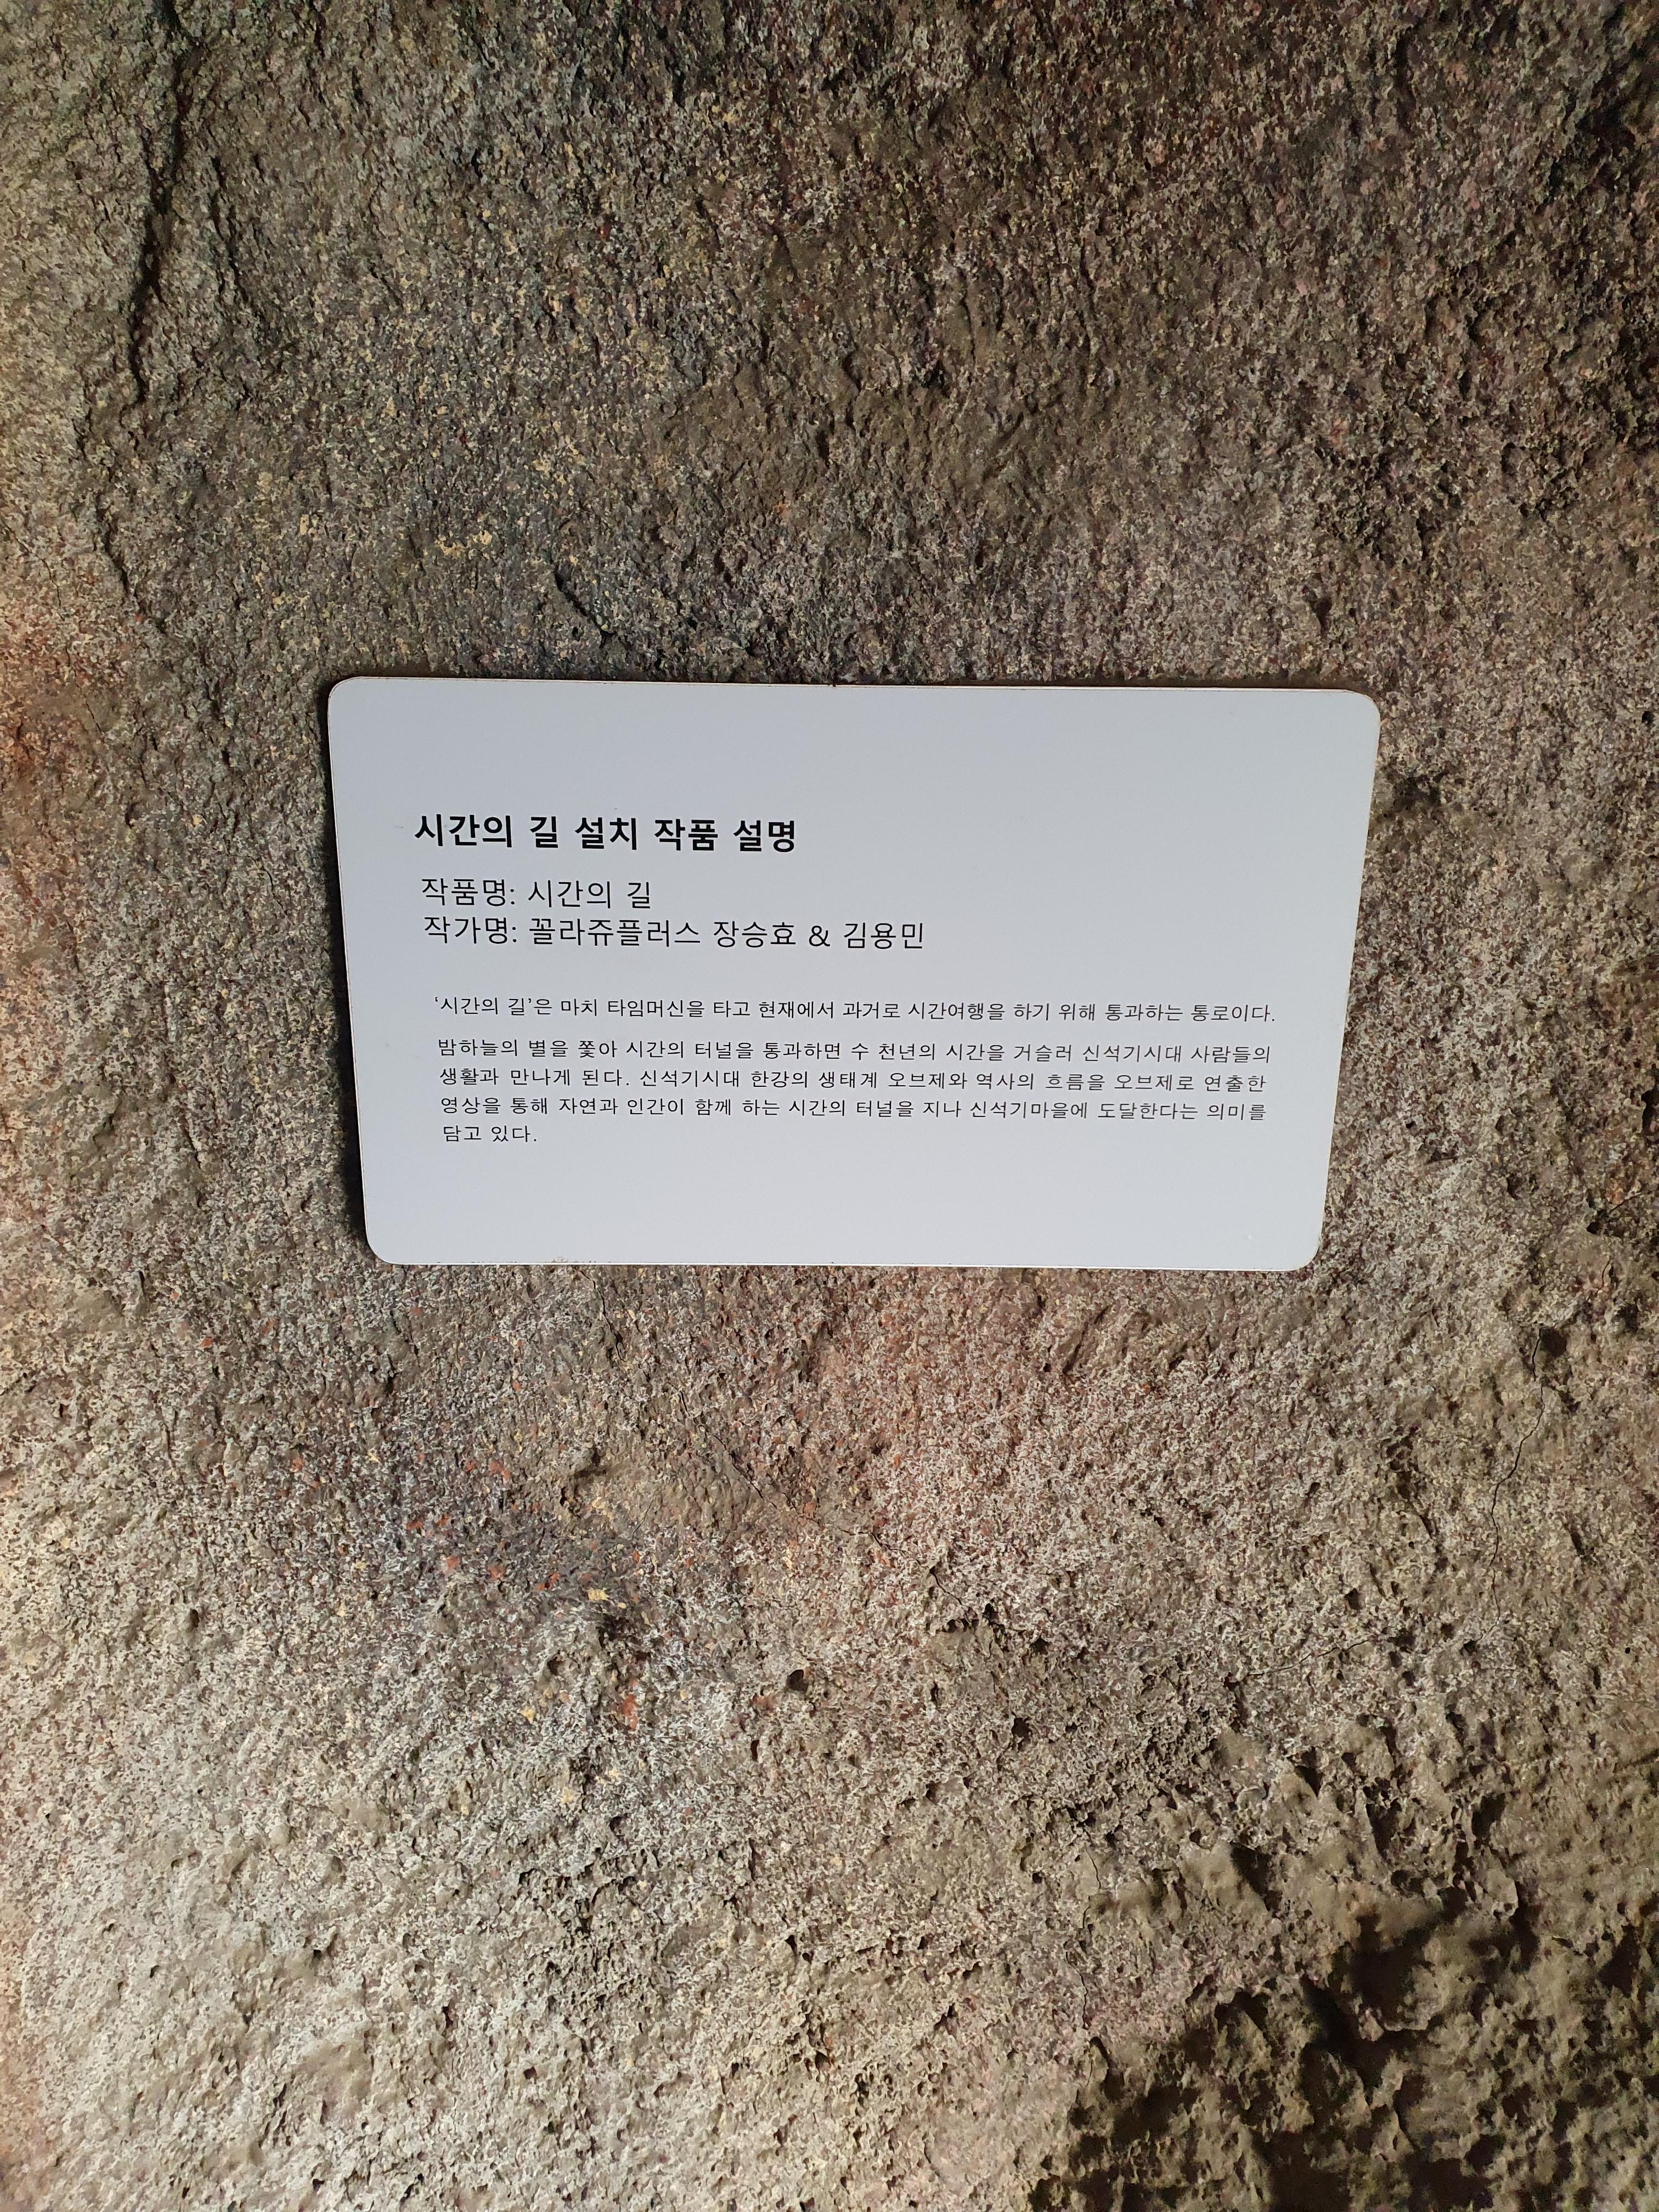 시간의 길 설치 작품 설명
작품명: 시간의 길
작가명: 꼴라쥬플러스 장승효 & 김용민
‘시간의 길’은 마치 타임머신을 타고 현재에서 과거로 시간여행을 하기 위해 통과하는 통로이다.
밤하늘의 별을 쫓아 시간의 터널을 통과하면 수 천년의 시간을 거슬러 신석기시대 사람들의
생활과 만나게 된다. 신석기시대 한강의 생태계 오브제와 역사의 흐름을 오브제로 연출한
영상을 통해 자연과 인간이 함께 하는 시간의 터널을 지나 신석기마을에 도달한다는 의미를
담고 있다.